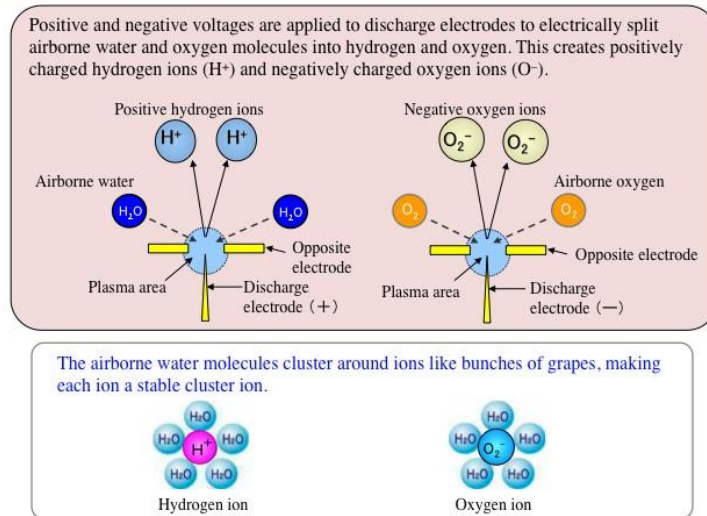 Positive and negative voltages are applied to discharge electrodes to electrically split
airborne water and oxygen molecules into hydrogen and oxygen. This creates positively
charged hydrogen ions (H⁺) and negatively charged oxygen ions (O⁻).
Positive hydrogen ions
H⁺
H⁺
Airborne water
H₂O
H₂O
Opposite
electrode
Plasma area
Discharge
electrode (+)
Negative oxygen ions
O₂⁻
O₂⁻
Airborne oxygen
O₂
O₂
Opposite electrode
Plasma area
Discharge
electrode (—)
The airborne water molecules cluster around ions like bunches of grapes, making
each ion a stable cluster ion.
H₂O
H₂O
H⁺
H₂O
H₂O
H₂O
Hydrogen ion
H₂O
H₂O
O₂⁻
H₂O
H₂O
H₂O
Oxygen ion